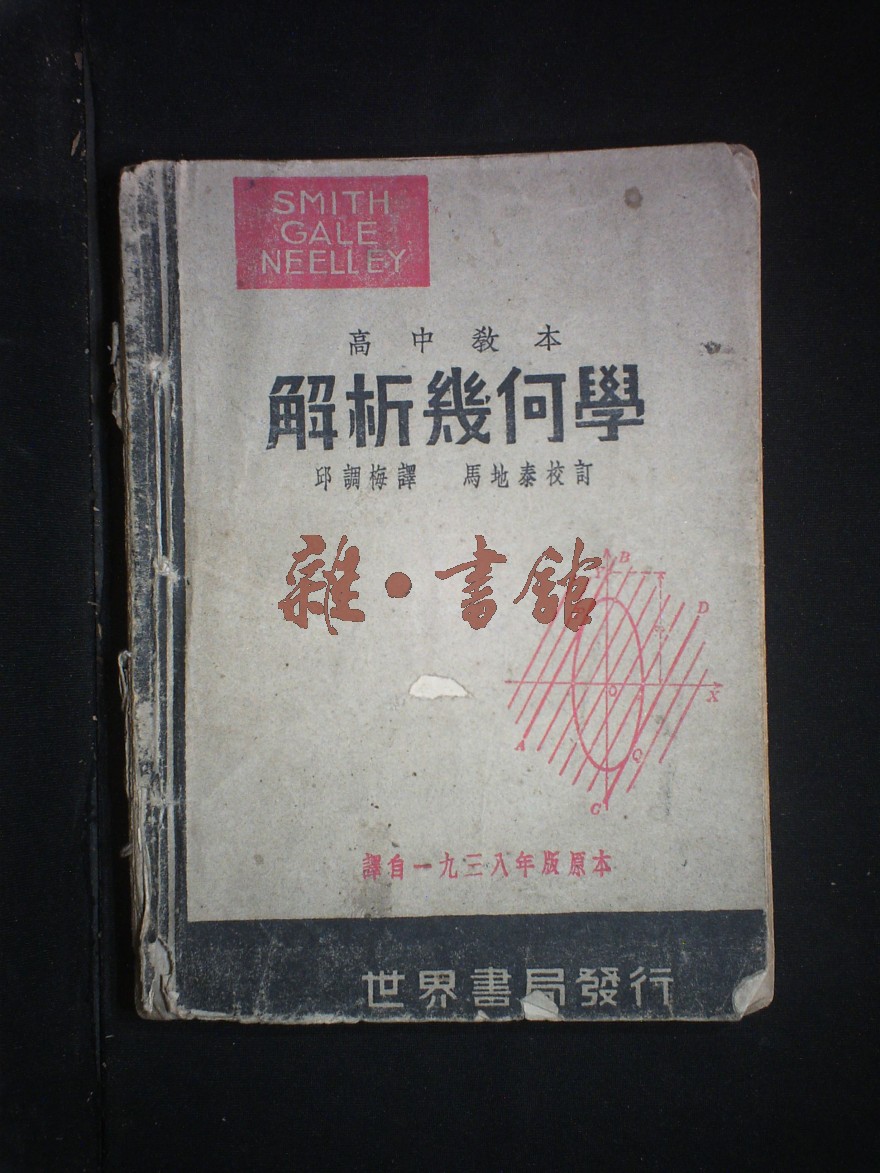 SMITH
GALE
NEELLEY
高中教本
解析幾何學
邱調梅譯 馬地泰校訂
雜·書館
B
Y
D
O
X
A
Q
C
譯自一九三八年版原本
世界書局發行